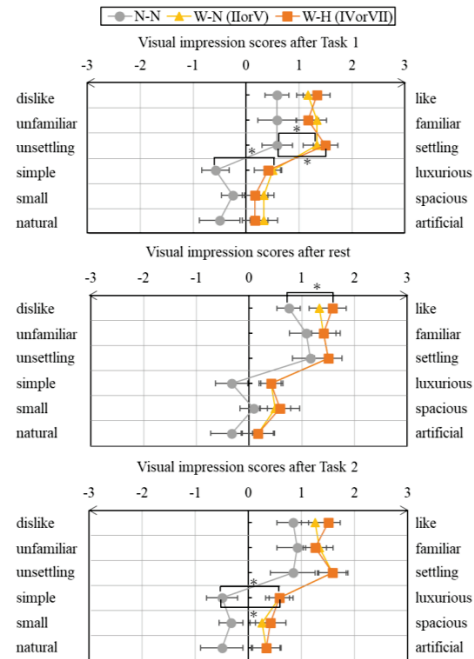 N-N W-N (IIorV) W-H (IVorVII)
Visual impression scores after Task 1
-3 -2 -1 0 1 2 3
dislike like
unfamiliar * familiar
unsettling * settling
simple * luxurious
small spacious
natural artificial
Visual impression scores after rest
-3 -2 -1 0 1 2 3
dislike * like
unfamiliar familiar
unsettling settling
simple luxurious
small spacious
natural artificial
Visual impression scores after Task 2
-3 -2 -1 0 1 2 3
dislike like
unfamiliar familiar
unsettling * settling
simple luxurious
small * spacious
natural artificial